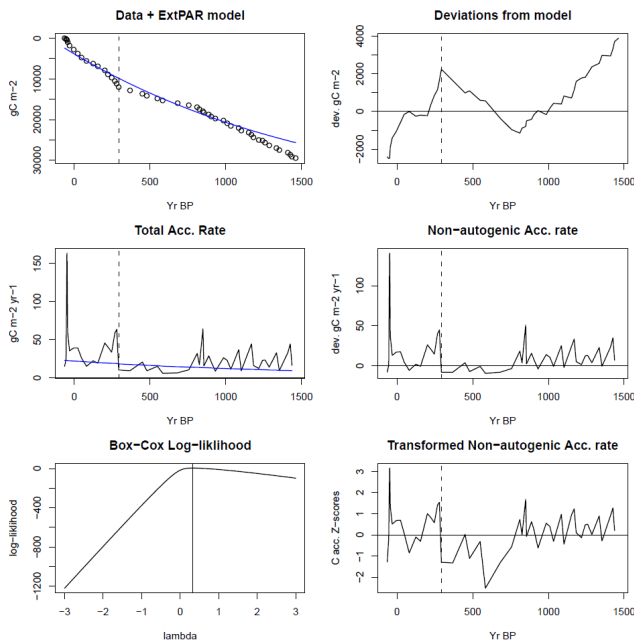 Data + ExtPAR model
gC m−2
0
10000
20000
30000
0 500 1000 1500
Yr BP
Deviations from model
dev. gC m−2
4000
2000
0
−2000
0 500 1000 1500
Yr BP
Total Acc. Rate
gC m−2 yr−1
150
100
50
0
0 500 1000 1500
Yr BP
Non−autogenic Acc. rate
dev. gC m−2 yr−1
100
50
0
0 500 1000 1500
Yr BP
Box−Cox Log−liklihood
log−liklihood
0
−400
−800
−1200
−3 −2 −1 0 1 2 3
lambda
Transformed Non−autogenic Acc. rate
C acc. Z−scores
3
2
1
0
−1
−2
0 500 1000 1500
Yr BP